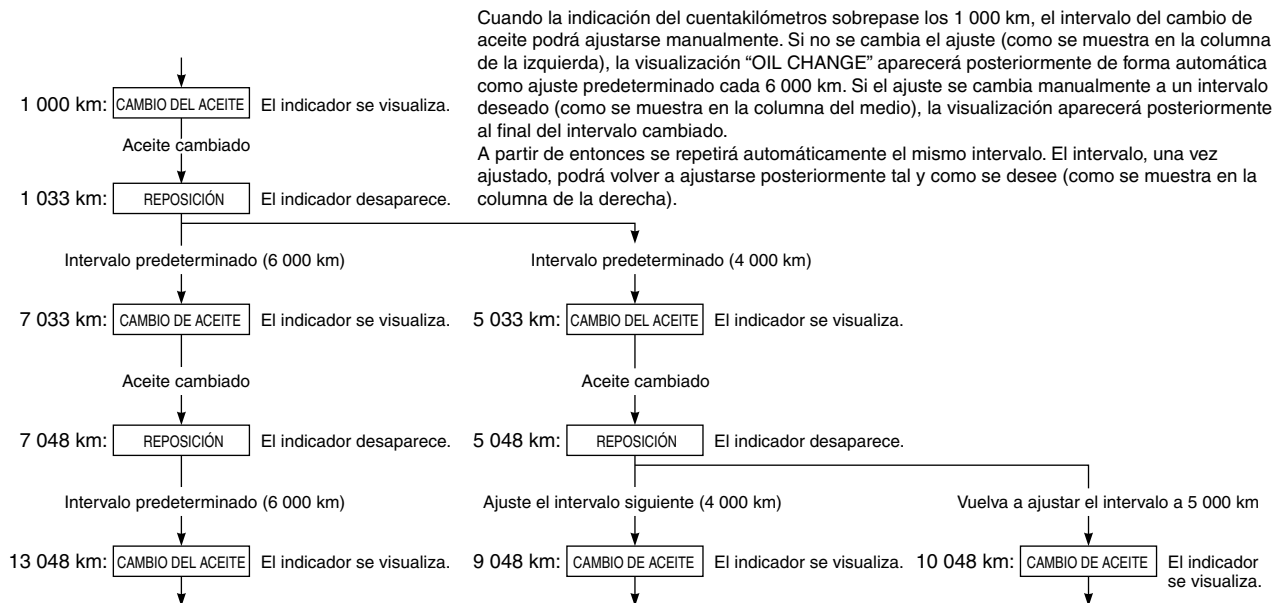 Cuando la indicación del cuentakilómetros sobrepase los 1 000 km, el intervalo del cambio de
aceite podrá ajustarse manualmente. Si no se cambia el ajuste (como se muestra en la columna
de la izquierda), la visualización “OIL CHANGE” aparecerá posteriormente de forma automática
como ajuste predeterminado cada 6 000 km. Si el ajuste se cambia manualmente a un intervalo
deseado (como se muestra en la columna del medio), la visualización aparecerá posteriormente
al final del intervalo cambiado.
A partir de entonces se repetirá automáticamente el mismo intervalo. El intervalo, una vez
ajustado, podrá volver a ajustarse posteriormente tal y como se desee (como se muestra en la
columna de la derecha).
1 000 km: CAMBIO DEL ACEITE El indicador se visualiza.
Aceite cambiado
1 033 km: REPOSICIÓN El indicador desaparece.
Intervalo predeterminado (6 000 km) Intervalo predeterminado (4 000 km)
7 033 km: CAMBIO DE ACEITE El indicador se visualiza. 5 033 km: CAMBIO DEL ACEITE El indicador se visualiza.
Aceite cambiado Aceite cambiado
7 048 km: REPOSICIÓN El indicador desaparece. 5 048 km: REPOSICIÓN El indicador desaparece.
Intervalo predeterminado (6 000 km) Ajuste el intervalo siguiente (4 000 km) Vuelva a ajustar el intervalo a 5 000 km
13 048 km: CAMBIO DEL ACEITE El indicador se visualiza. 9 048 km: CAMBIO DE ACEITE El indicador se visualiza. 10 048 km: CAMBIO DE ACEITE El indicador
se visualiza.